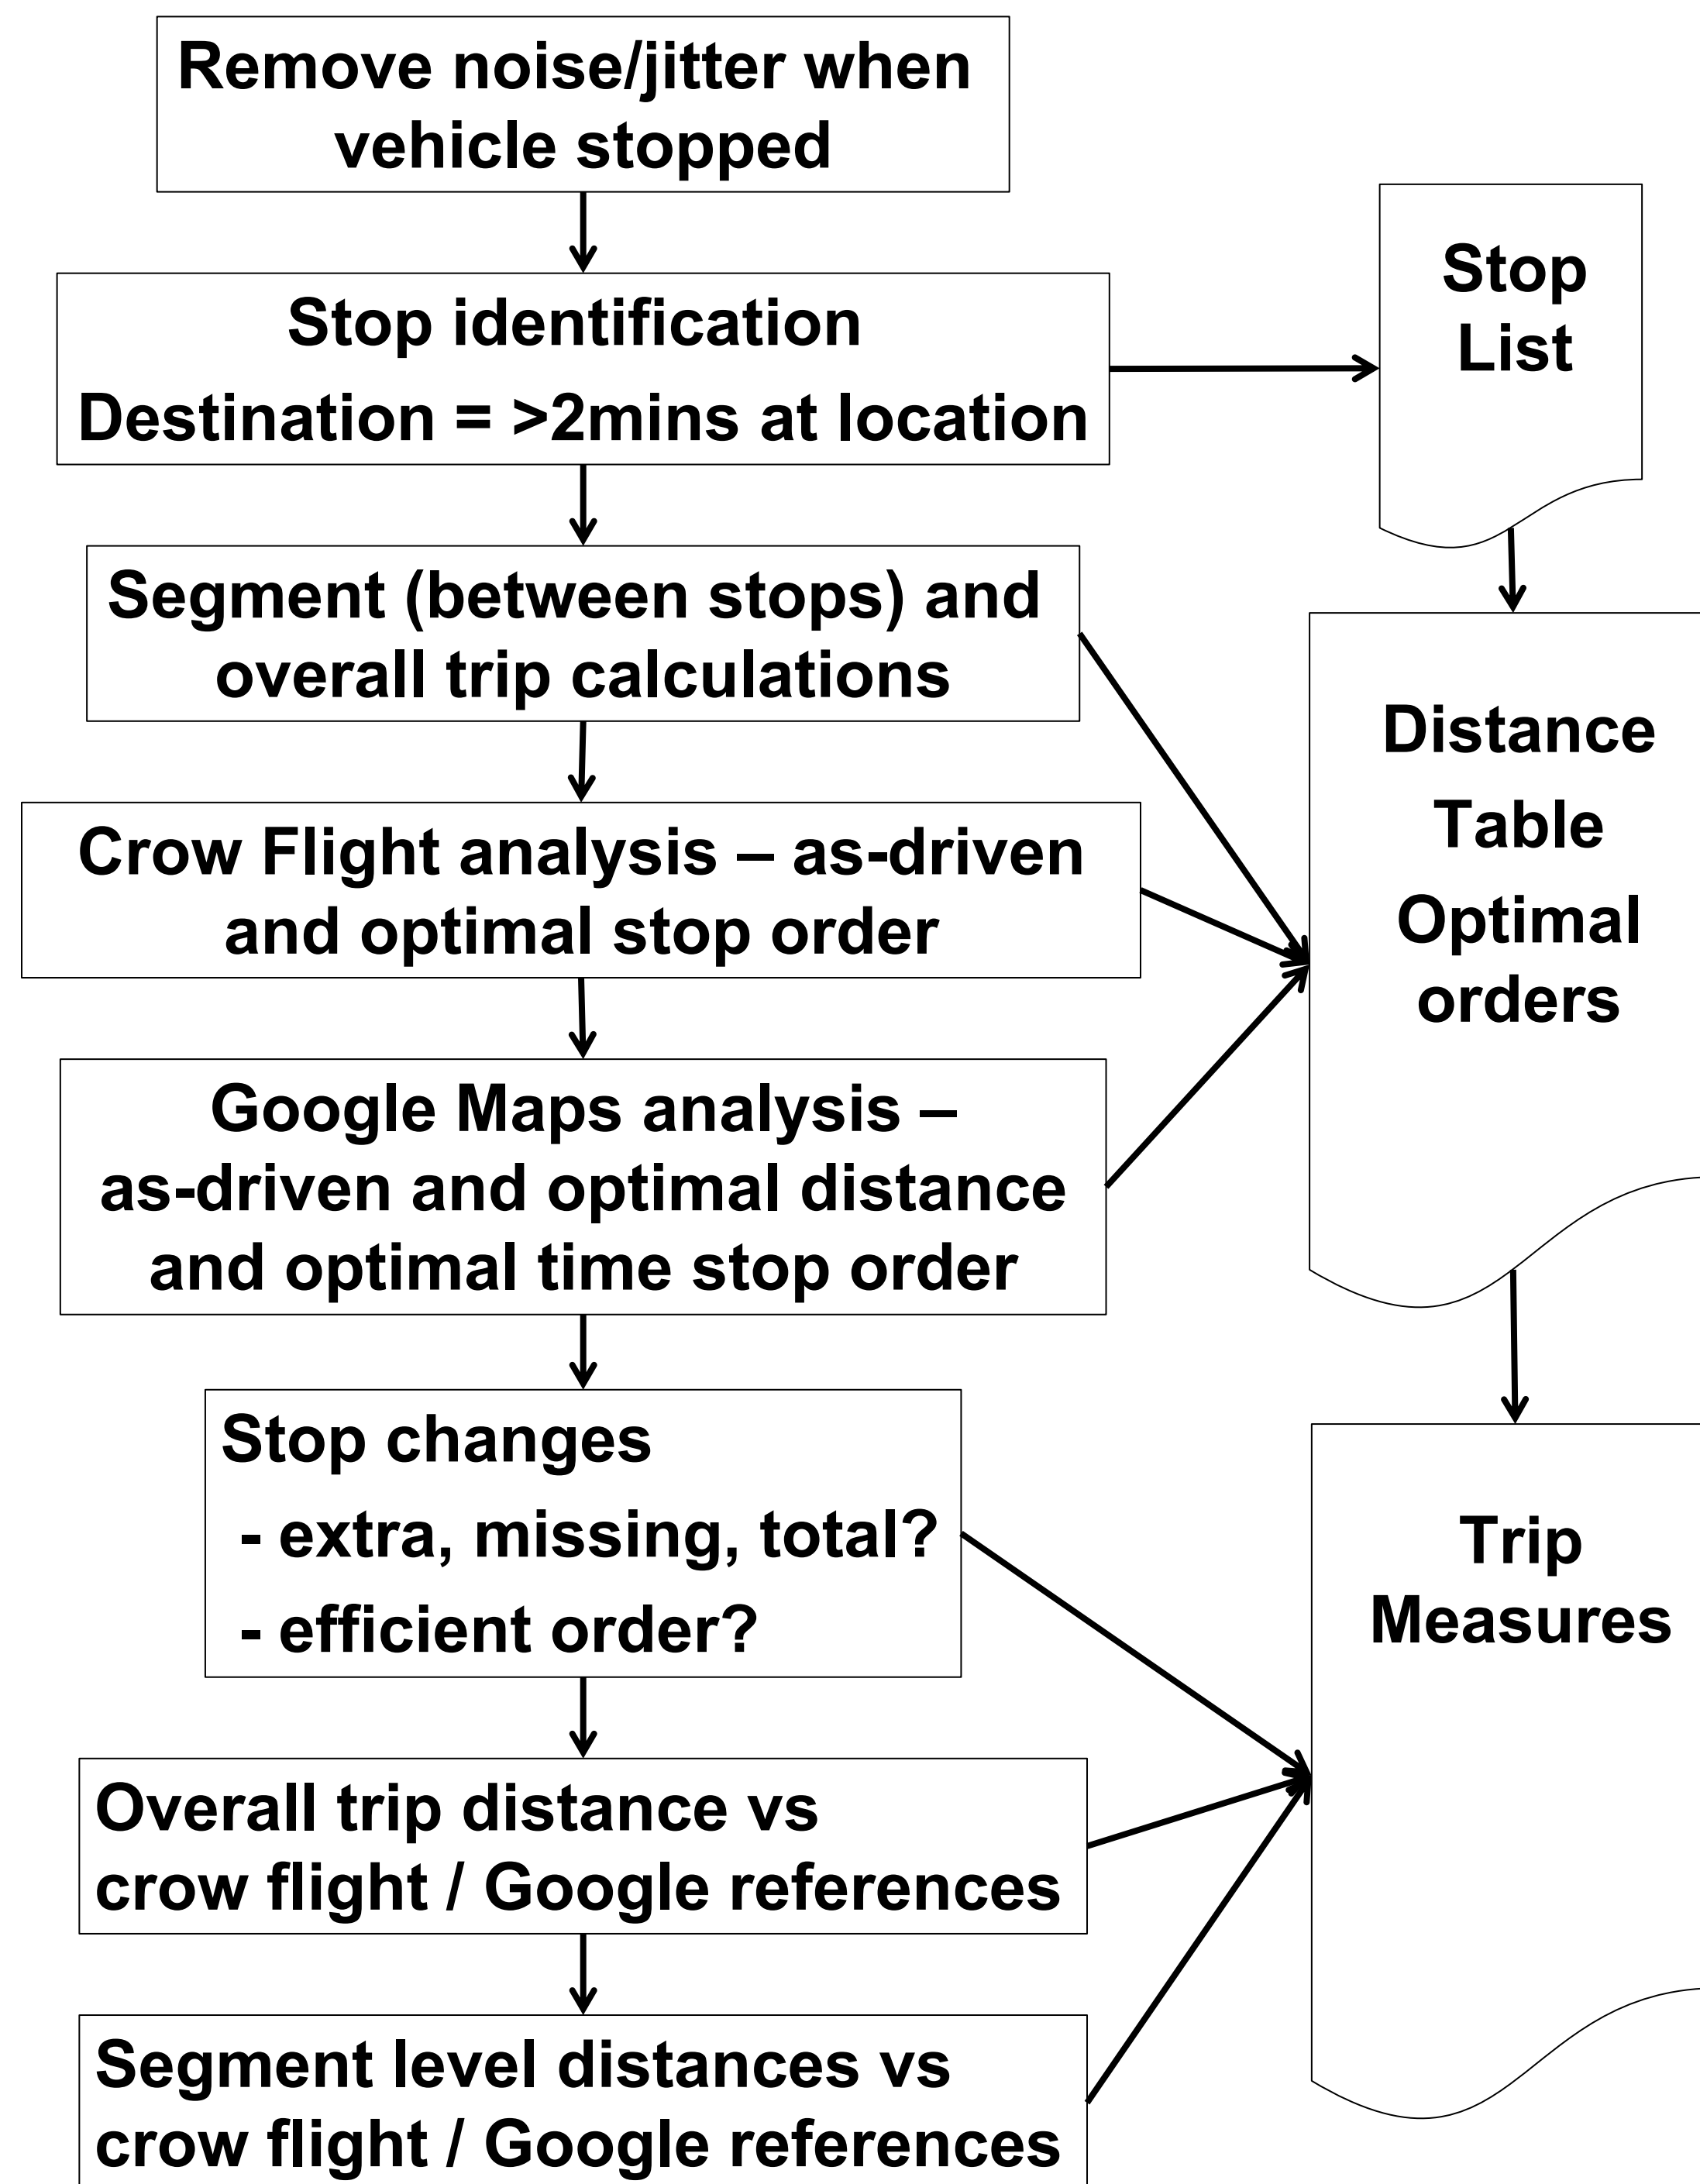 Remove noise/jitter when
vehicle stopped
Stop identification
Destination = >2mins at location
Stop
List
Segment (between stops) and
overall trip calculations
Crow Flight analysis – as-driven
and optimal stop order
Distance
Table
Optimal
orders
Google Maps analysis –
as-driven and optimal distance
and optimal time stop order
Stop changes
- extra, missing, total?
- efficient order?
Trip
Measures
Overall trip distance vs
crow flight / Google references
Segment level distances vs
crow flight / Google references